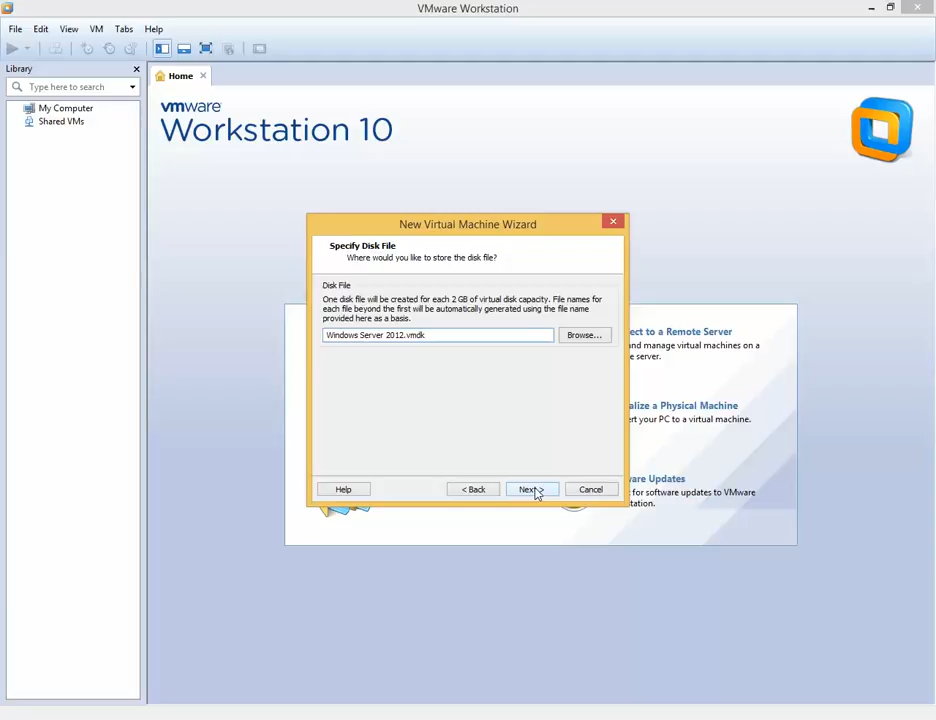 VMware Workstation
File Edit View VM Tabs Help
Library
Type here to search
My Computer
Shared VMs
Home
vmware
Workstation 10
New Virtual Machine Wizard
Specify Disk File
Where would you like to store the disk file?
Disk File
One disk file will be created for each 2 GB of virtual disk capacity. File names for
each file beyond the first will be automatically generated using the file name
provided here as a basis.
Windows Server 2012.vmdk
Browse...
Help
< Back
Next >
Cancel
ect to a Remote Server
and manage virtual machines on a
e server.
alize a Physical Machine
ert your PC to a virtual machine.
ware Updates
for software updates to VMware
station.